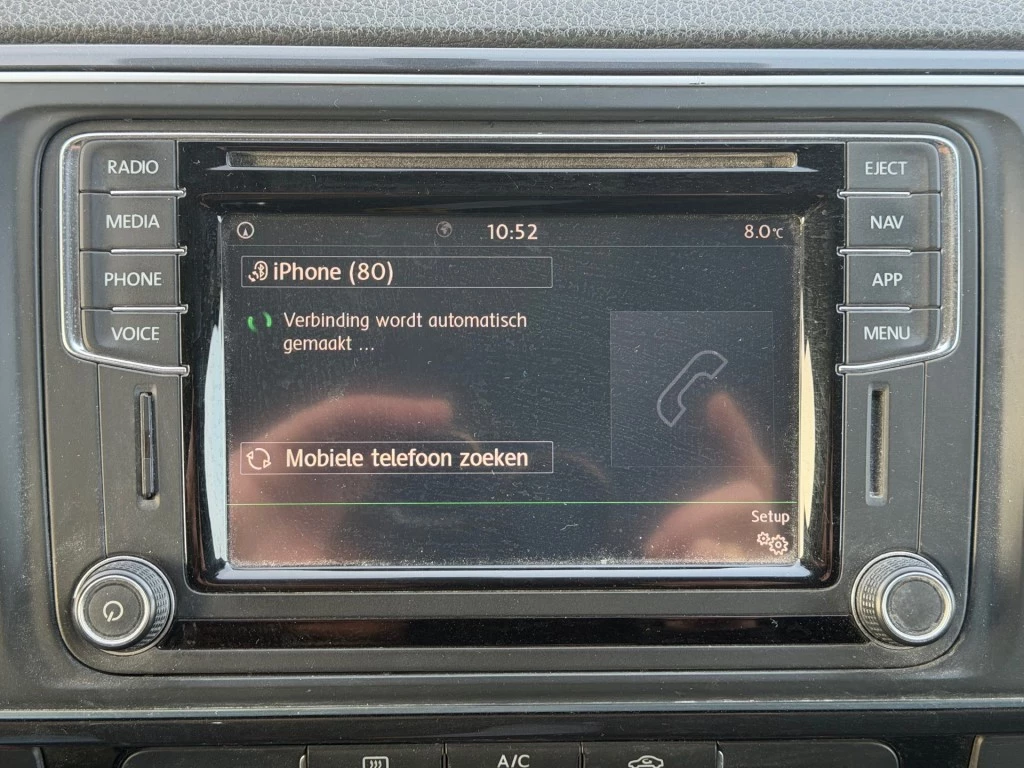 RADIO
MEDIA
PHONE
VOICE
EJECT
NAV
APP
MENU
10:52
8.0°C
iPhone (80)
Verbinding wordt automatisch
gemaakt ...
Mobiele telefoon zoeken
Setup
A/C